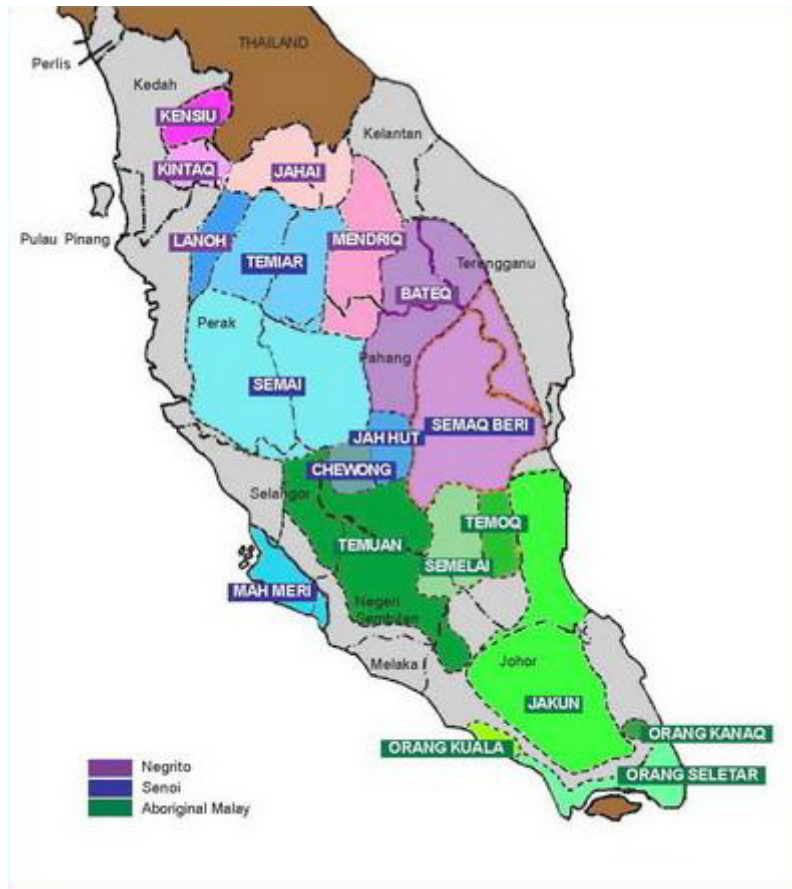 THAILAND
Perlis
Kedah
KENSIU
Kelantan
KINTAQ
JAHAI
Pulau Pinang
LANOH
MENDRIQ
TEMIAR
Terengganu
BATEQ
Perak
Pahang
SEMAI
SEMAQ BERI
JAH HUT
CHEWONG
Selangor
TEMOQ
TEMUAN
SEMELAI
MAH MERI
Negeri
Sembilan
Melaka
Johor
JAKUN
ORANG KANAQ
ORANG KUALA
ORANG SELETAR
Negrito
Senoi
Aboriginal Malay